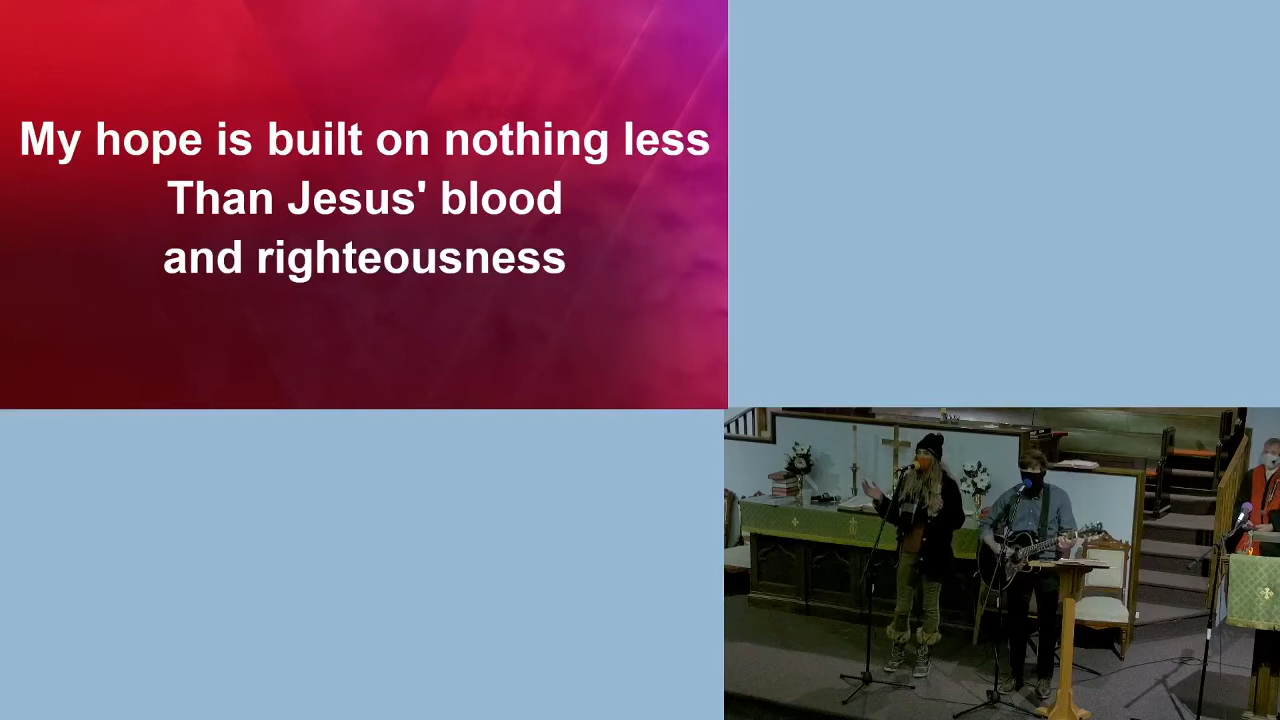 My hope is built on nothing less
Than Jesus' blood
and righteousness